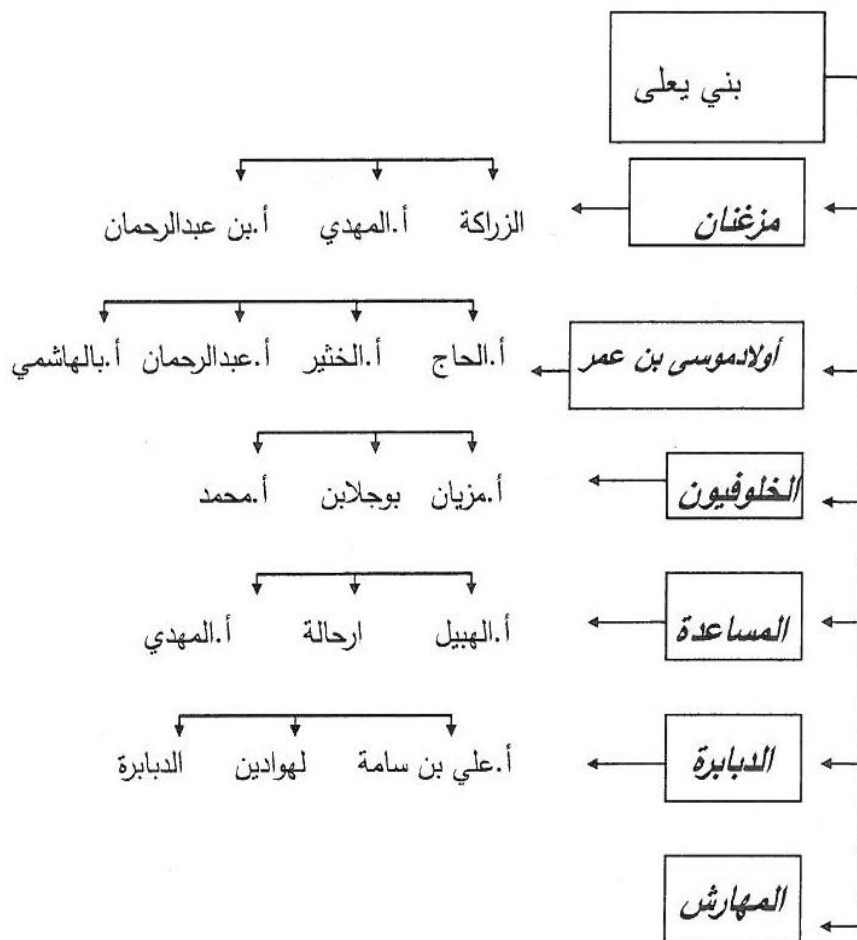 بني يعلى
مزغنان الزراكة أ.المهدي أ.بن عبدالرحمان
أولادموسى بن عمر أ.الحاج أ.الخثير أ.عبدالرحمان أ.بالهاشمي
الخلوفيون أ.مزيان بوجلابن أ.محمد
المساعدة أ.الهبيل ارحالة أ.المهدي
الدبابرة أ.علي بن سامة لهوادين الدبابرة
المهارش